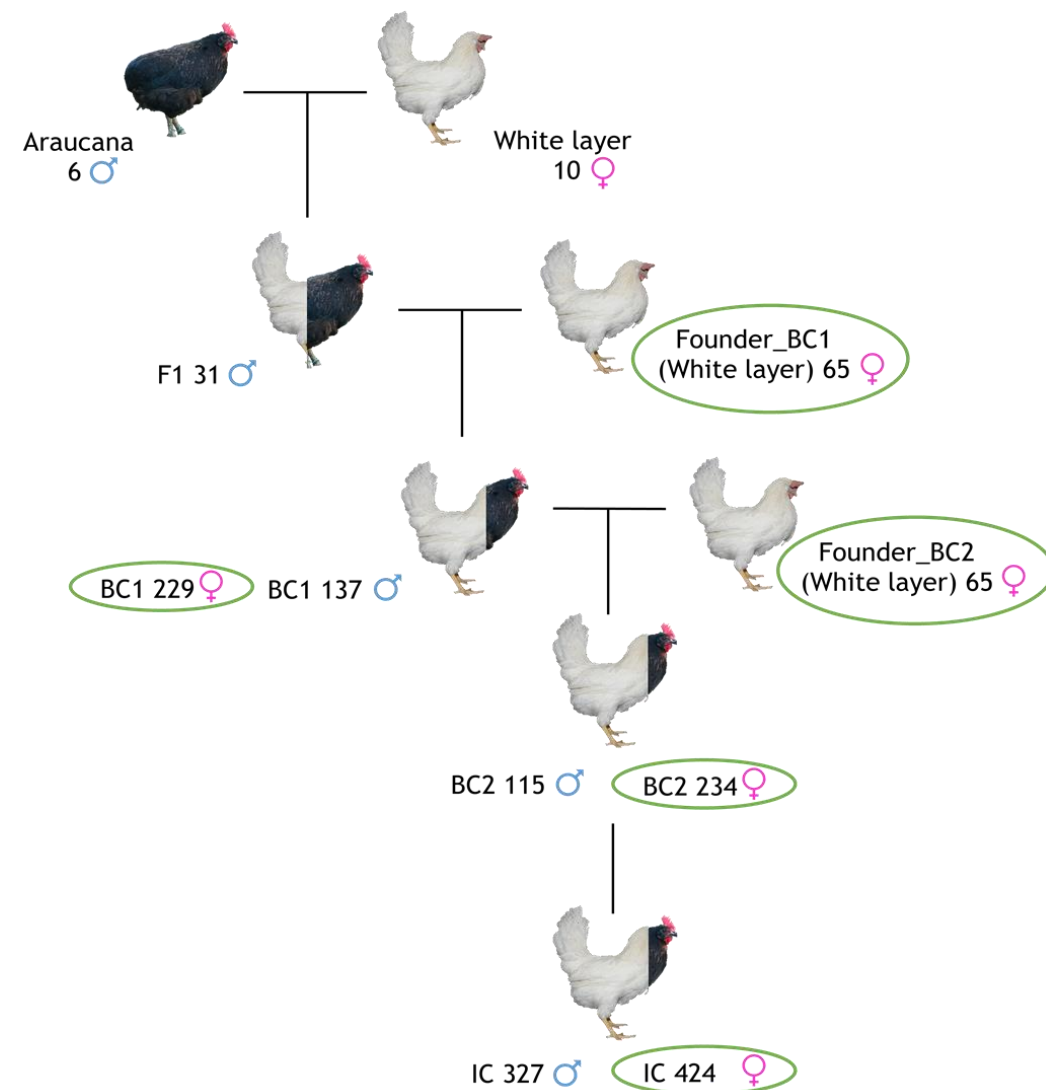 Araucana
6 ♂
White layer
10 ♀
F1 31 ♂
Founder_BC1
(White layer) 65 ♀
BC1 229 ♀
BC1 137 ♂
Founder_BC2
(White layer) 65 ♀
BC2 115 ♂
BC2 234 ♀
IC 327 ♂
IC 424 ♀